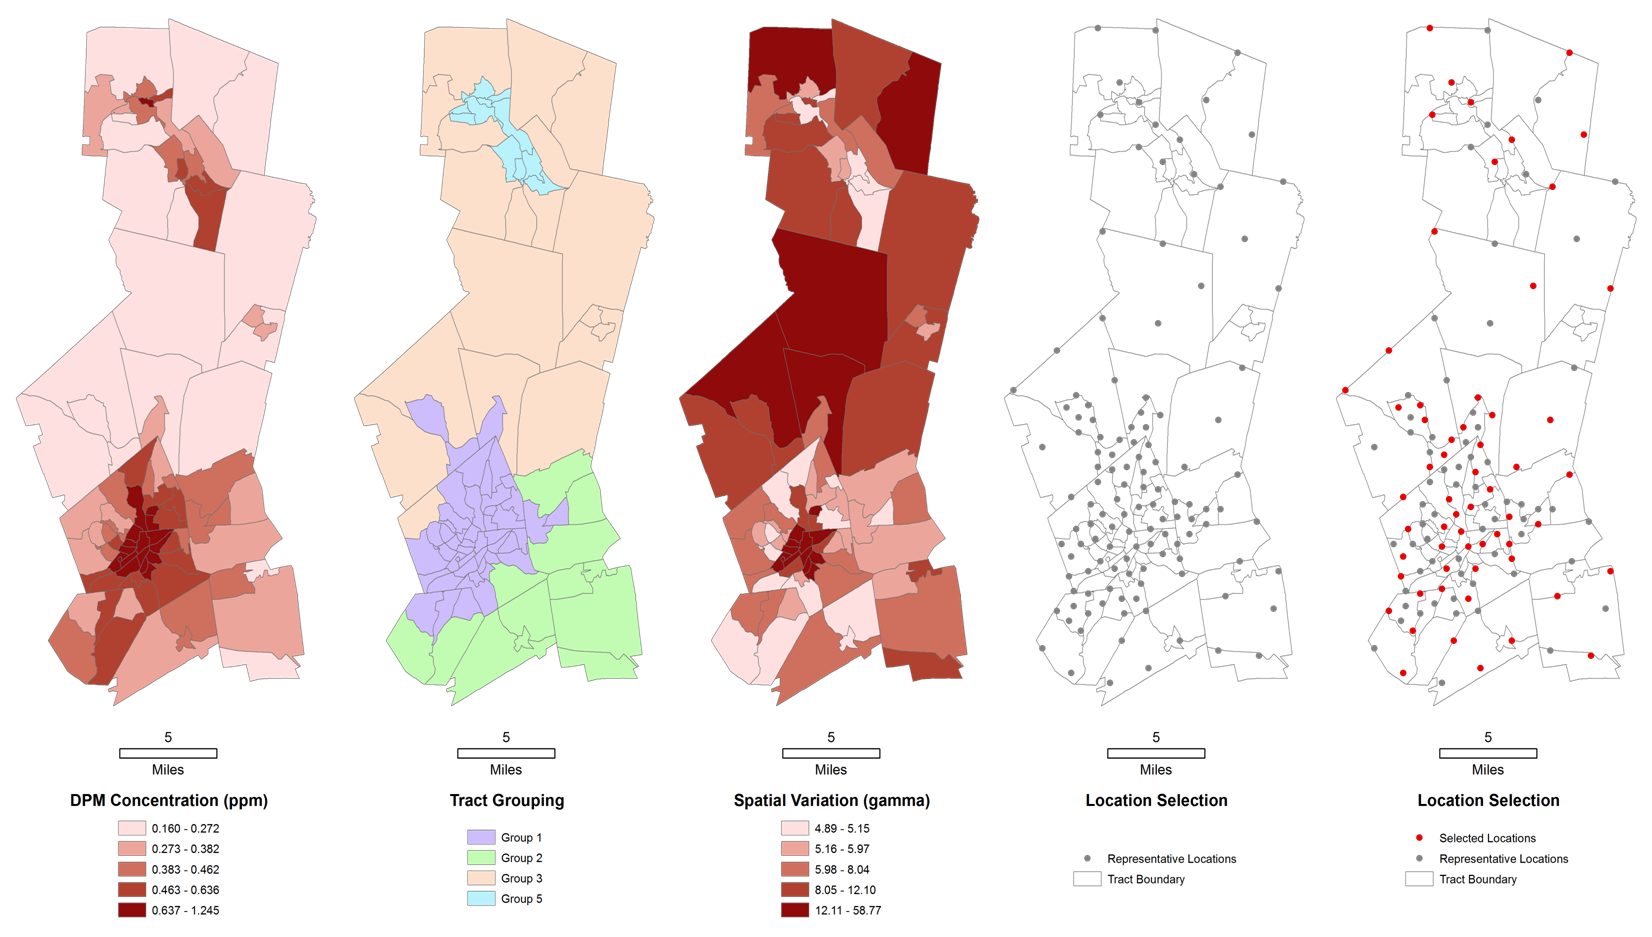 5
Miles
DPM Concentration (ppm)
0.160 - 0.272
0.273 - 0.382
0.383 - 0.462
0.463 - 0.636
0.637 - 1.245
5
Miles
Tract Grouping
Group 1
Group 2
Group 3
Group 5
5
Miles
Spatial Variation (gamma)
4.89 - 5.15
5.16 - 5.97
5.98 - 8.04
8.05 - 12.10
12.11 - 58.77
5
Miles
Location Selection
Representative Locations
Tract Boundary
5
Miles
Location Selection
Selected Locations
Representative Locations
Tract Boundary